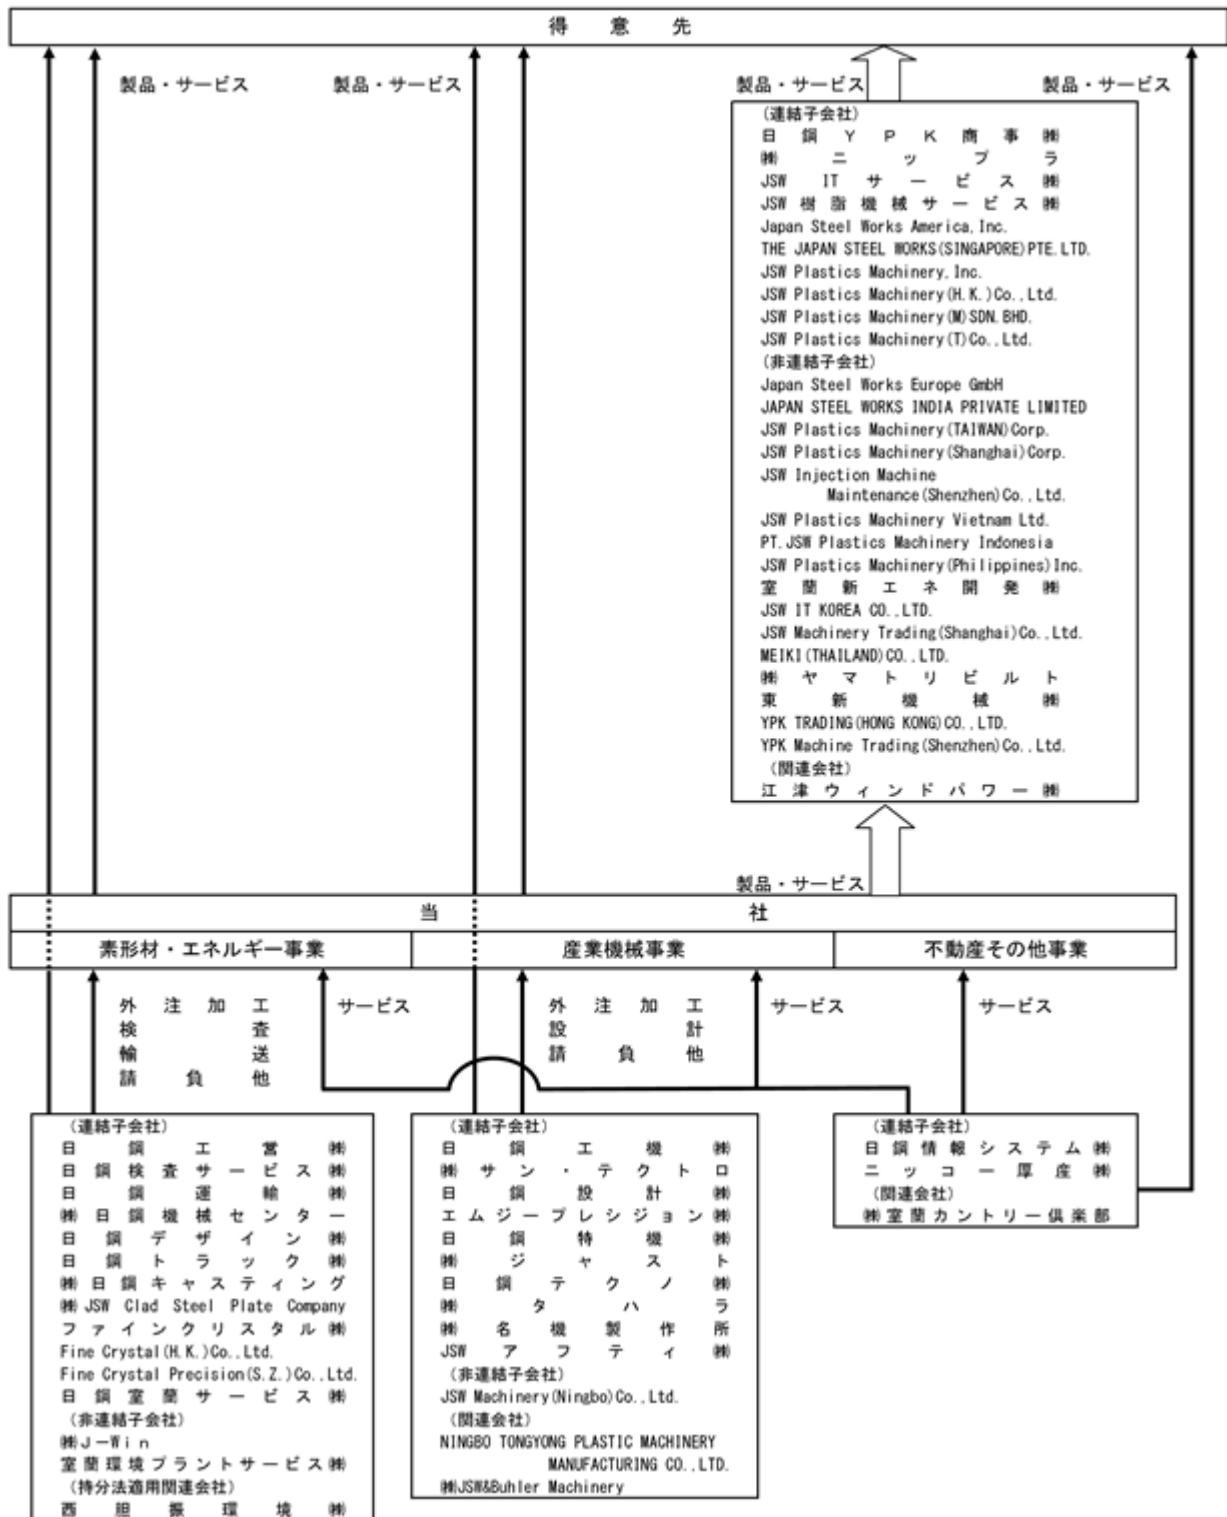 得意先
製品・サービス
製品・サービス
製品・サービス
製品・サービス
(連結子会社)
日鋼YPK商事㈱
㈱ニップラ
JSW ITサービス㈱
JSW樹脂機械サービス㈱
Japan Steel Works America,Inc.
THE JAPAN STEEL WORKS(SINGAPORE)PTE.LTD.
JSW Plastics Machinery,Inc.
JSW Plastics Machinery(H.K.)Co.,Ltd.
JSW Plastics Machinery(M)SDN.BHD.
JSW Plastics Machinery(T)Co.,Ltd.
(非連結子会社)
Japan Steel Works Europe GmbH
JAPAN STEEL WORKS INDIA PRIVATE LIMITED
JSW Plastics Machinery(TAIWAN)Corp.
JSW Plastics Machinery(Shanghai)Corp.
JSW Injection Machine
Maintenance(Shenzhen)Co.,Ltd.
JSW Plastics Machinery Vietnam Ltd.
PT.JSW Plastics Machinery Indonesia
JSW Plastics Machinery(Philippines)Inc.
室蘭新エネ開発㈱
JSW IT KOREA CO.,LTD.
JSW Machinery Trading(Shanghai)Co.,Ltd.
MEIKI(THAILAND)CO.,LTD.
㈱ヤマトリビルト
東新機械㈱
YPK TRADING(HONG KONG)CO.,LTD.
YPK Machine Trading(Shenzhen)Co.,Ltd.
(関連会社)
江津ウィンドパワー㈱
製品・サービス
当社
素形材・エネルギー事業
産業機械事業
不動産その他事業
外注加工
検査
輸送
請負他
サービス
外注加工
設計
請負他
サービス
サービス
(連結子会社)
日鋼工営㈱
日鋼検査サービス㈱
日鋼運輸㈱
㈱日鋼機械センター
日鋼デザイン㈱
日鋼トラック㈱
㈱日鋼キャスティング
㈱JSW Clad Steel Plate Company
ファインクリスタル㈱
Fine Crystal(H.K.)Co.,Ltd.
Fine Crystal Precision(S.Z.)Co.,Ltd.
日鋼室蘭サービス㈱
(非連結子会社)
㈱J－Win
室蘭環境プラントサービス㈱
(持分法適用関連会社)
西胆振環境㈱
(連結子会社)
日鋼工機㈱
㈱サン・テクトロ
日鋼設計㈱
エムジープレシジョン㈱
日鋼特機㈱
㈱ジャスト
日鋼テクノ㈱
㈱タハラ
㈱名機製作所
JSWアフティ㈱
(非連結子会社)
JSW Machinery(Ningbo)Co.,Ltd.
(関連会社)
NINGBO TONGYONG PLASTIC MACHINERY
MANUFACTURING CO.,LTD.
㈱JSW&Buhler Machinery
(連結子会社)
日鋼情報システム㈱
ニッコー厚産㈱
(関連会社)
㈱室蘭カントリー倶楽部